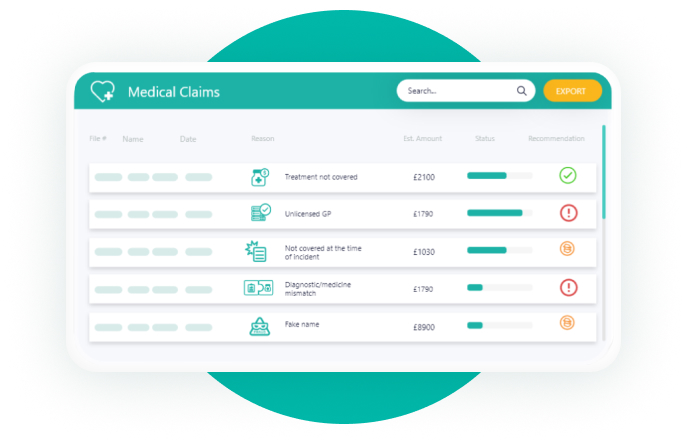 Medical Claims
Search...
EXPORT
File # Name Date Reason Est. Amount Status Recommendation
Treatment not covered £2100
Unlicensed GP £1790
Not covered at the time
of incident £1030
Diagnostic/medicine
mismatch £1790
Fake name £8900